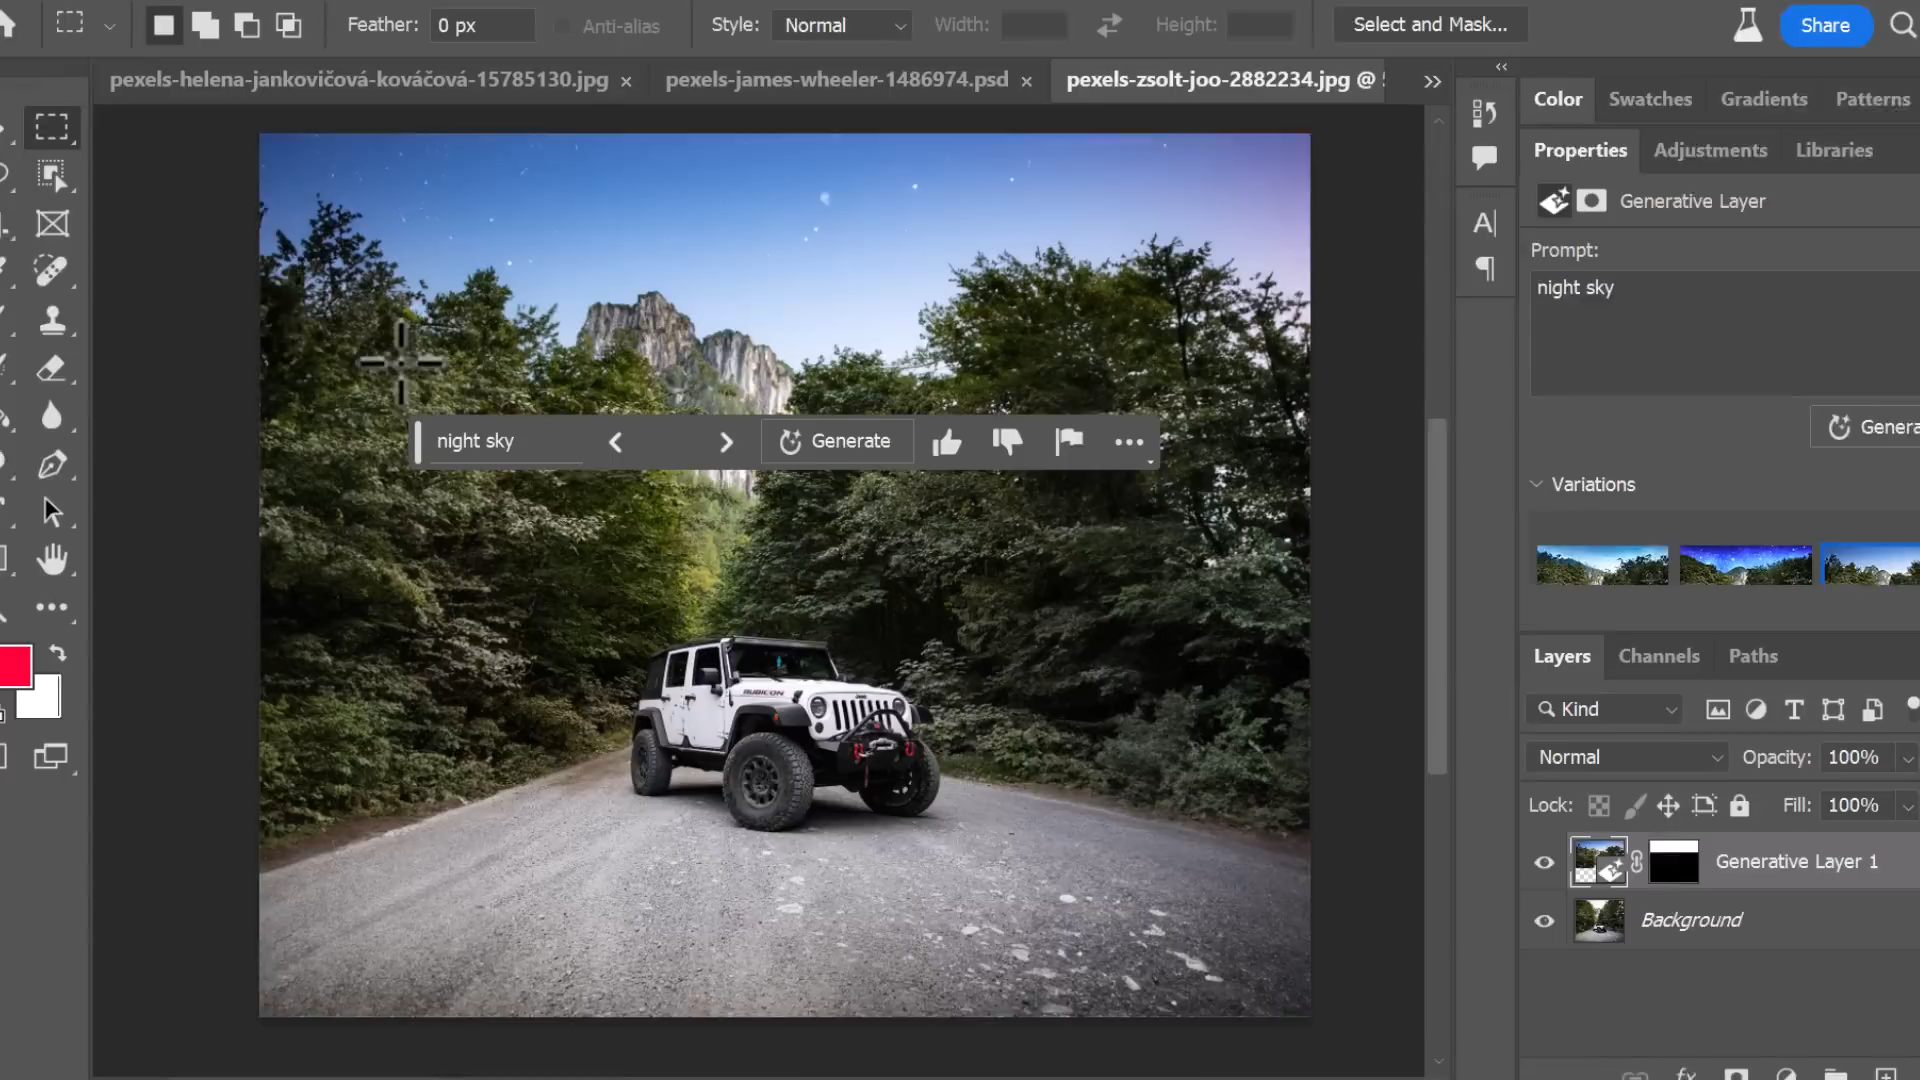 Feather: 0 px Anti-alias Style: Normal Width: Height: Select and Mask... Share
pexels-helena-jankovičová-kováčová-15785130.jpg × pexels-james-wheeler-1486974.psd × pexels-zsolt-joo-2882234.jpg @
Color Swatches Gradients Patterns
Properties Adjustments Libraries
Generative Layer
Prompt:
night sky
night sky Generate
Genera
Variations
RUBICON
Jeep
Layers Channels Paths
Kind
Normal Opacity: 100%
Lock: Fill: 100%
Generative Layer 1
Background
fx